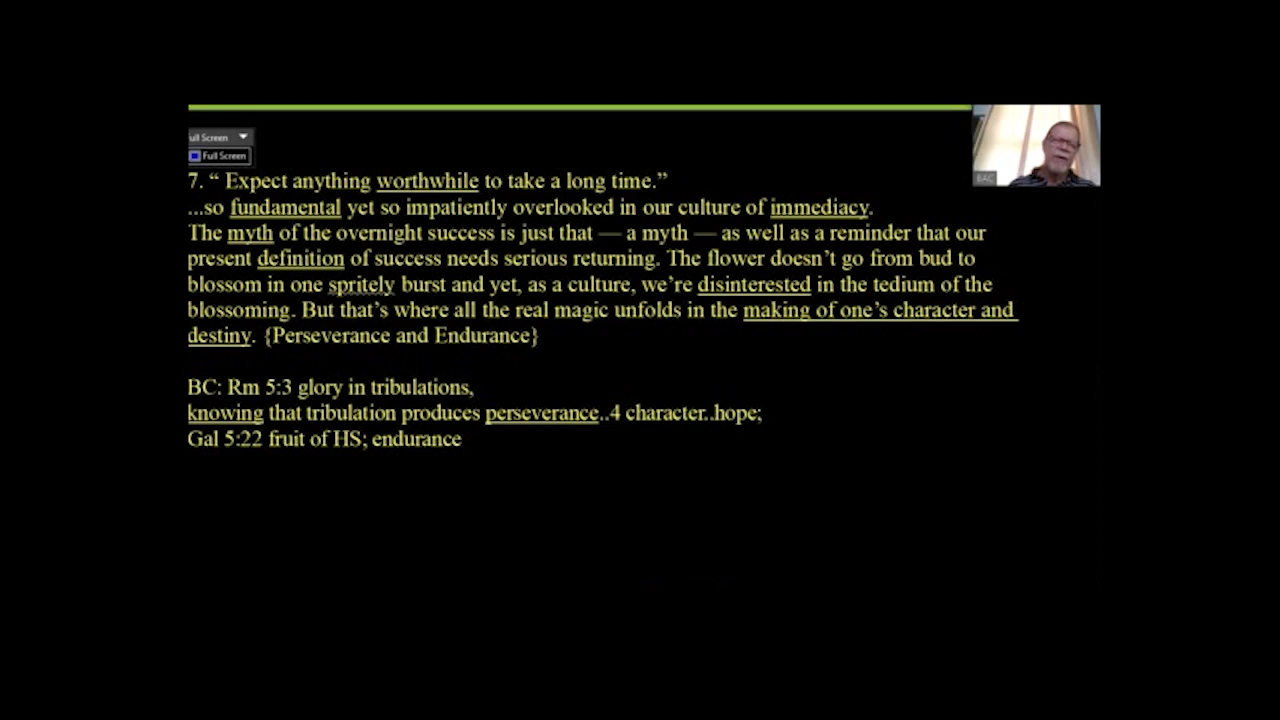 ull Screen
Full Screen
BAC
7. “ Expect anything worthwhile to take a long time.”
...so fundamental yet so impatiently overlooked in our culture of immediacy.
The myth of the overnight success is just that — a myth — as well as a reminder that our
present definition of success needs serious returning. The flower doesn’t go from bud to
blossom in one spritely burst and yet, as a culture, we’re disinterested in the tedium of the
blossoming. But that’s where all the real magic unfolds in the making of one’s character and
destiny. {Perseverance and Endurance}
BC: Rm 5:3 glory in tribulations,
knowing that tribulation produces perseverance..4 character..hope;
Gal 5:22 fruit of HS; endurance